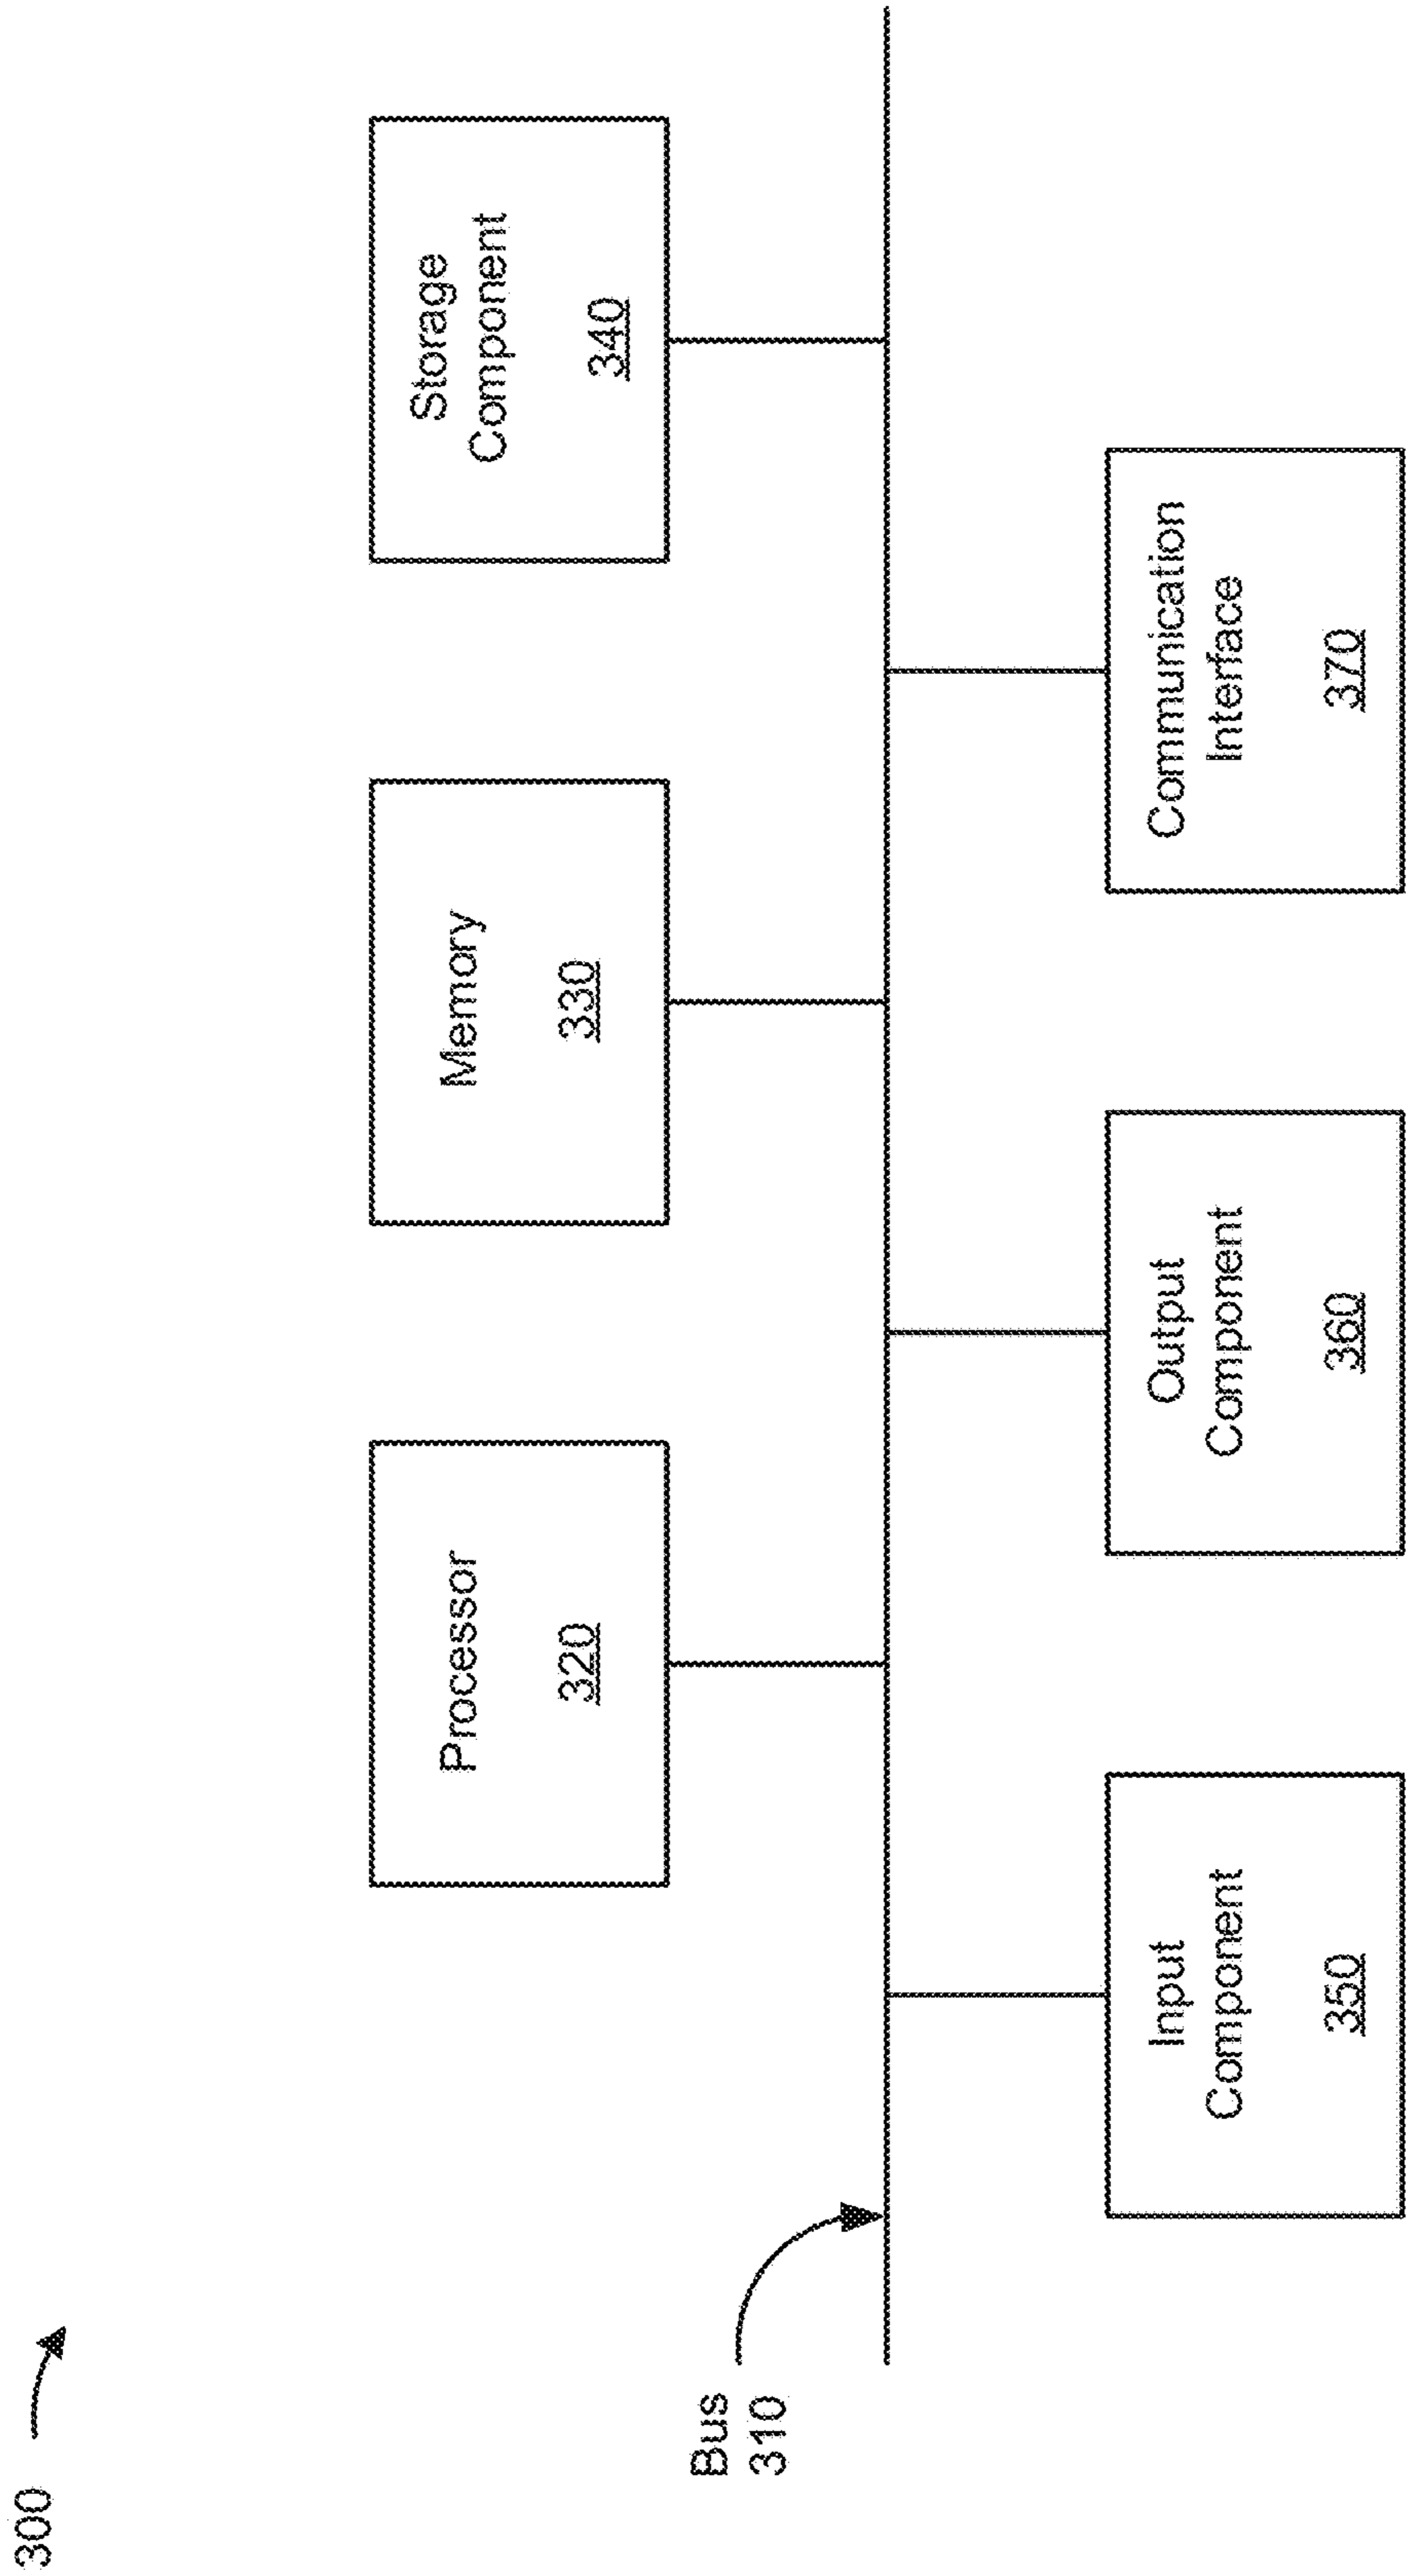 300
Processor
320
Memory
330
Storage
Component
340
Bus
310
Input
Component
350
Output
Component
360
Communication
Interface
370